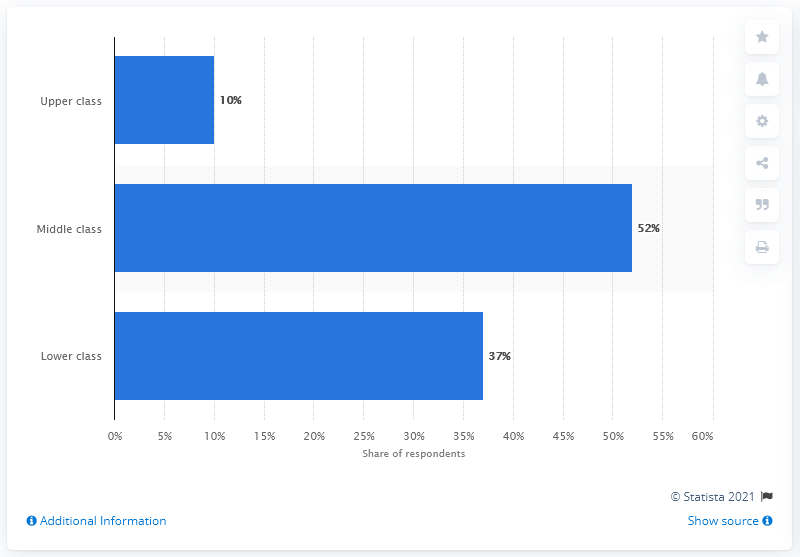 Upper class
10%
Middle class
52%
Lower class
37%
0% 5% 10% 15% 20% 25% 30% 35% 40% 45% 50% 55% 60%
Share of respondents
© Statista 2021
Additional Information
Show source